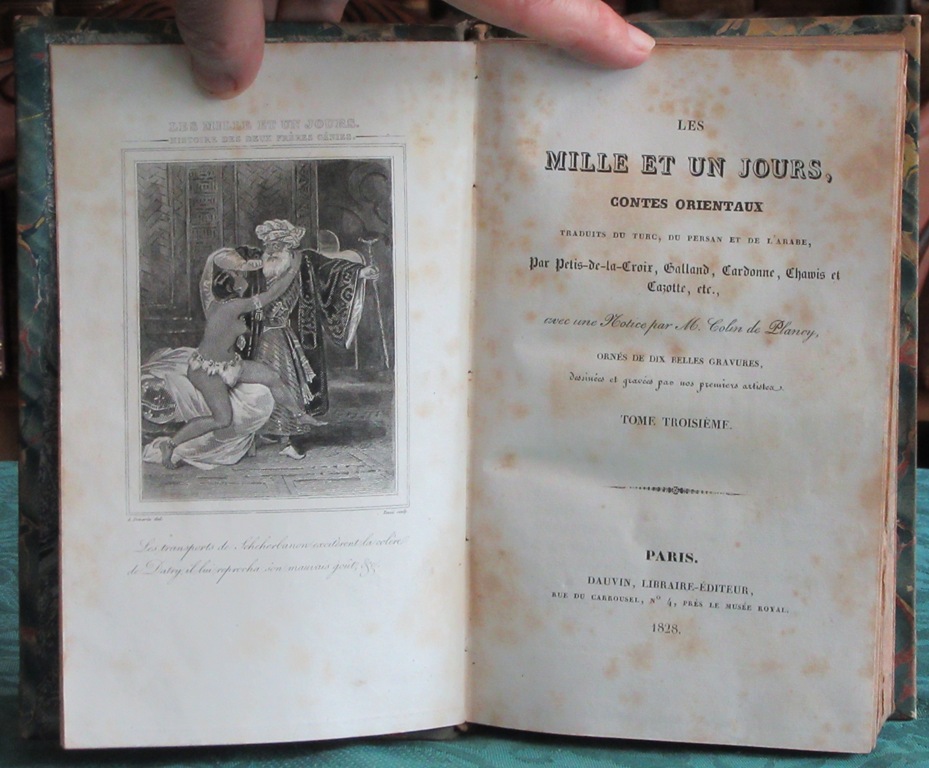 LES MILLE ET UN JOURS.
HISTOIRE DES DEUX FRÈRES GÉNIES.
Les transports de Scheherbanou excitèrent la colère
de Datry, il lui reprocha son mauvais goût, &c.
LES
MILLE ET UN JOURS,
CONTES ORIENTAUX
TRADUITS DU TURC, DU PERSAN ET DE L'ARABE,
Par Petis-de-la-Croix, Galland, Cardonne, Chawis et
Cazotte, etc.,
avec une Notice par M. Colin de Plancy,
ORNÉS DE DIX BELLES GRAVURES,
dessinées et gravées par nos premiers artistes.
TOME TROISIÈME.
PARIS.
DAUVIN, LIBRAIRE-ÉDITEUR,
RUE DU CARROUSEL, N° 4, PRÈS LE MUSÉE ROYAL.
1828.